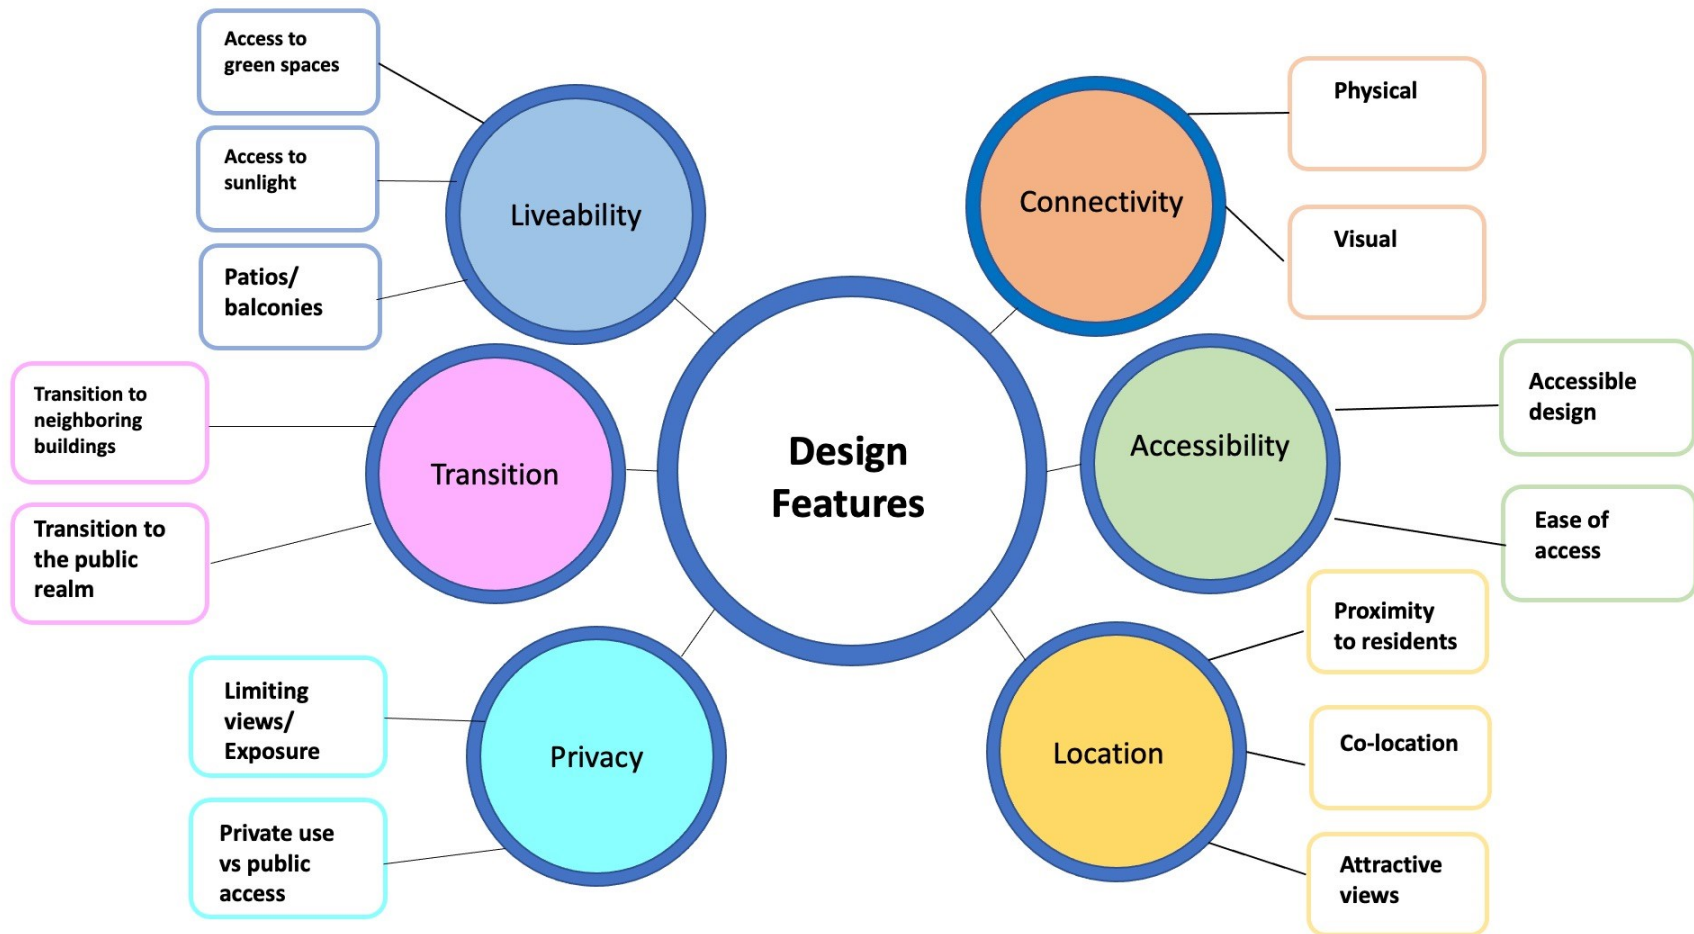 Access to
green spaces
Access to
sunlight
Patios/
balconies
Liveability
Connectivity
Physical
Visual
Transition to
neighboring
buildings
Transition to
the public
realm
Transition
Design
Features
Accessibility
Accessible
design
Ease of
access
Limiting
views/
Exposure
Private use
vs public
access
Privacy
Location
Proximity
to residents
Co-location
Attractive
views